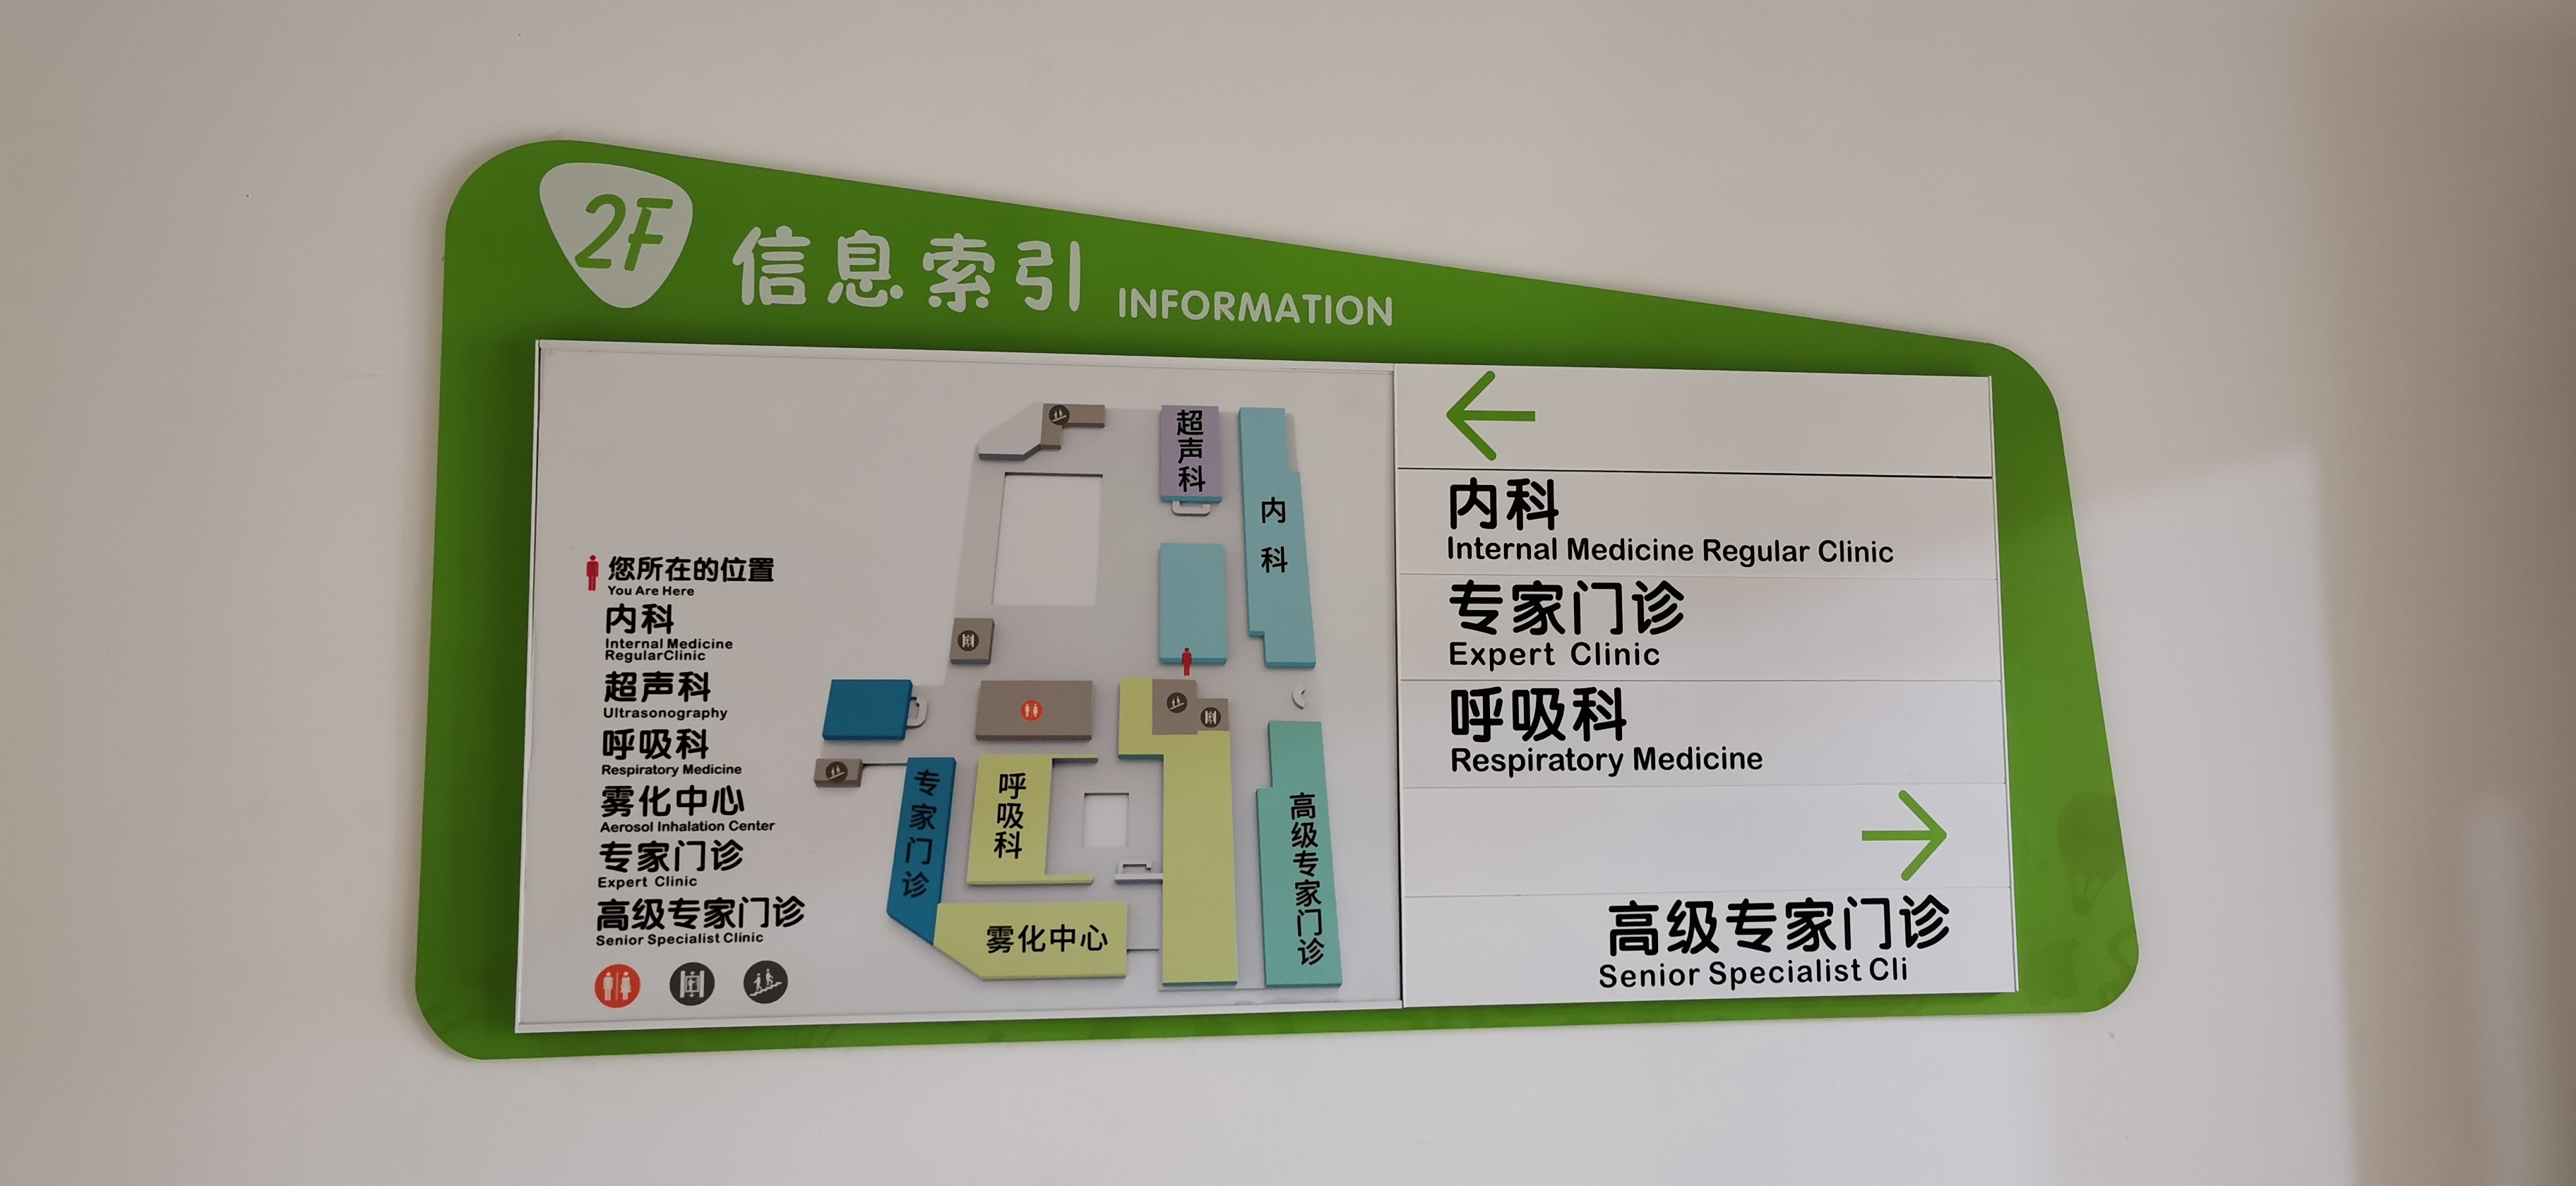 2F 信息索引 INFORMATION
您所在的位置
You Are Here
内科
Internal Medicine
RegularClinic
超声科
Ultrasonography
呼吸科
Respiratory Medicine
雾化中心
Aerosol Inhalation Center
专家门诊
Expert Clinic
高级专家门诊
Senior Specialist Clinic
超声科
内科
专家门诊
呼吸科
雾化中心
高级专家门诊
内科
Internal Medicine Regular Clinic
专家门诊
Expert Clinic
呼吸科
Respiratory Medicine
高级专家门诊
Senior Specialist Cli